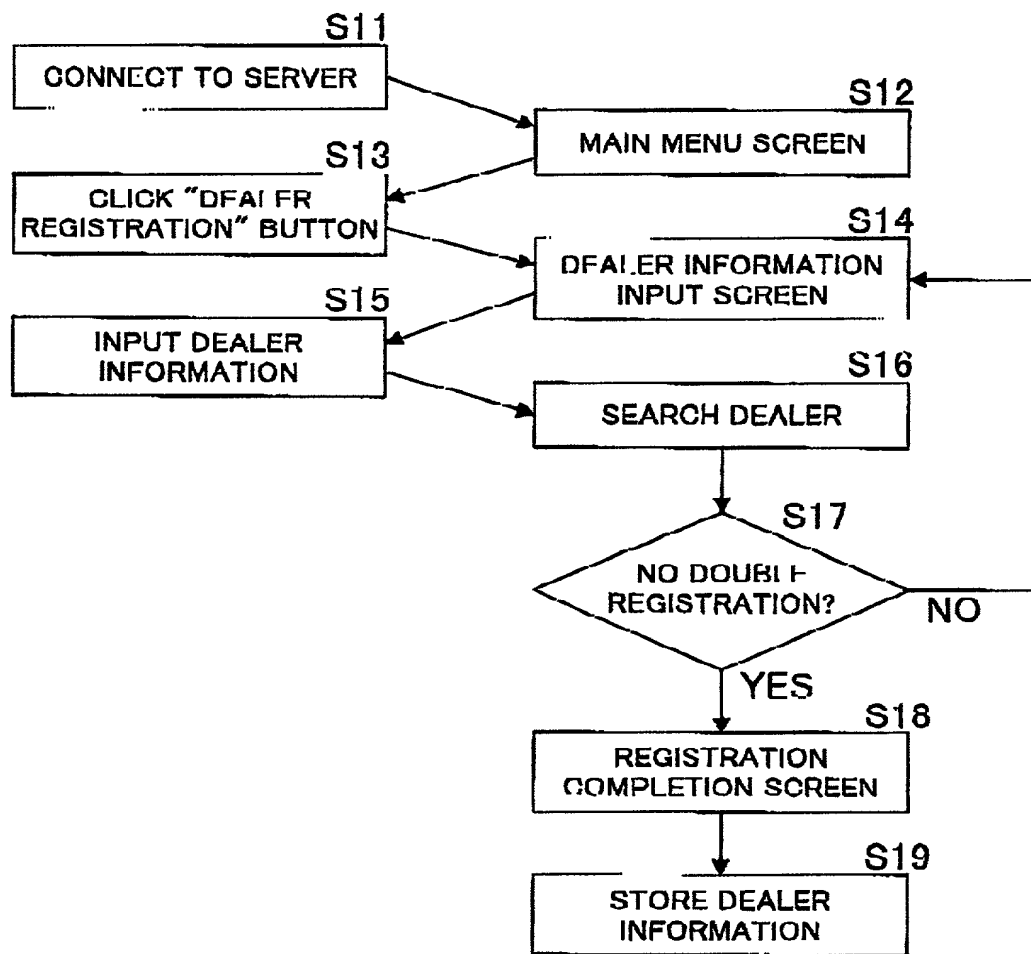 S11
CONNECT TO SERVER
S12
MAIN MENU SCREEN
S13
CLICK "DEALER
REGISTRATION" BUTTON
S14
DEALER INFORMATION
INPUT SCREEN
S15
INPUT DEALER
INFORMATION
S16
SEARCH DEALER
S17
NO DOUBLE
REGISTRATION?
NO
YES
S18
REGISTRATION
COMPLETION SCREEN
S19
STORE DEALER
INFORMATION